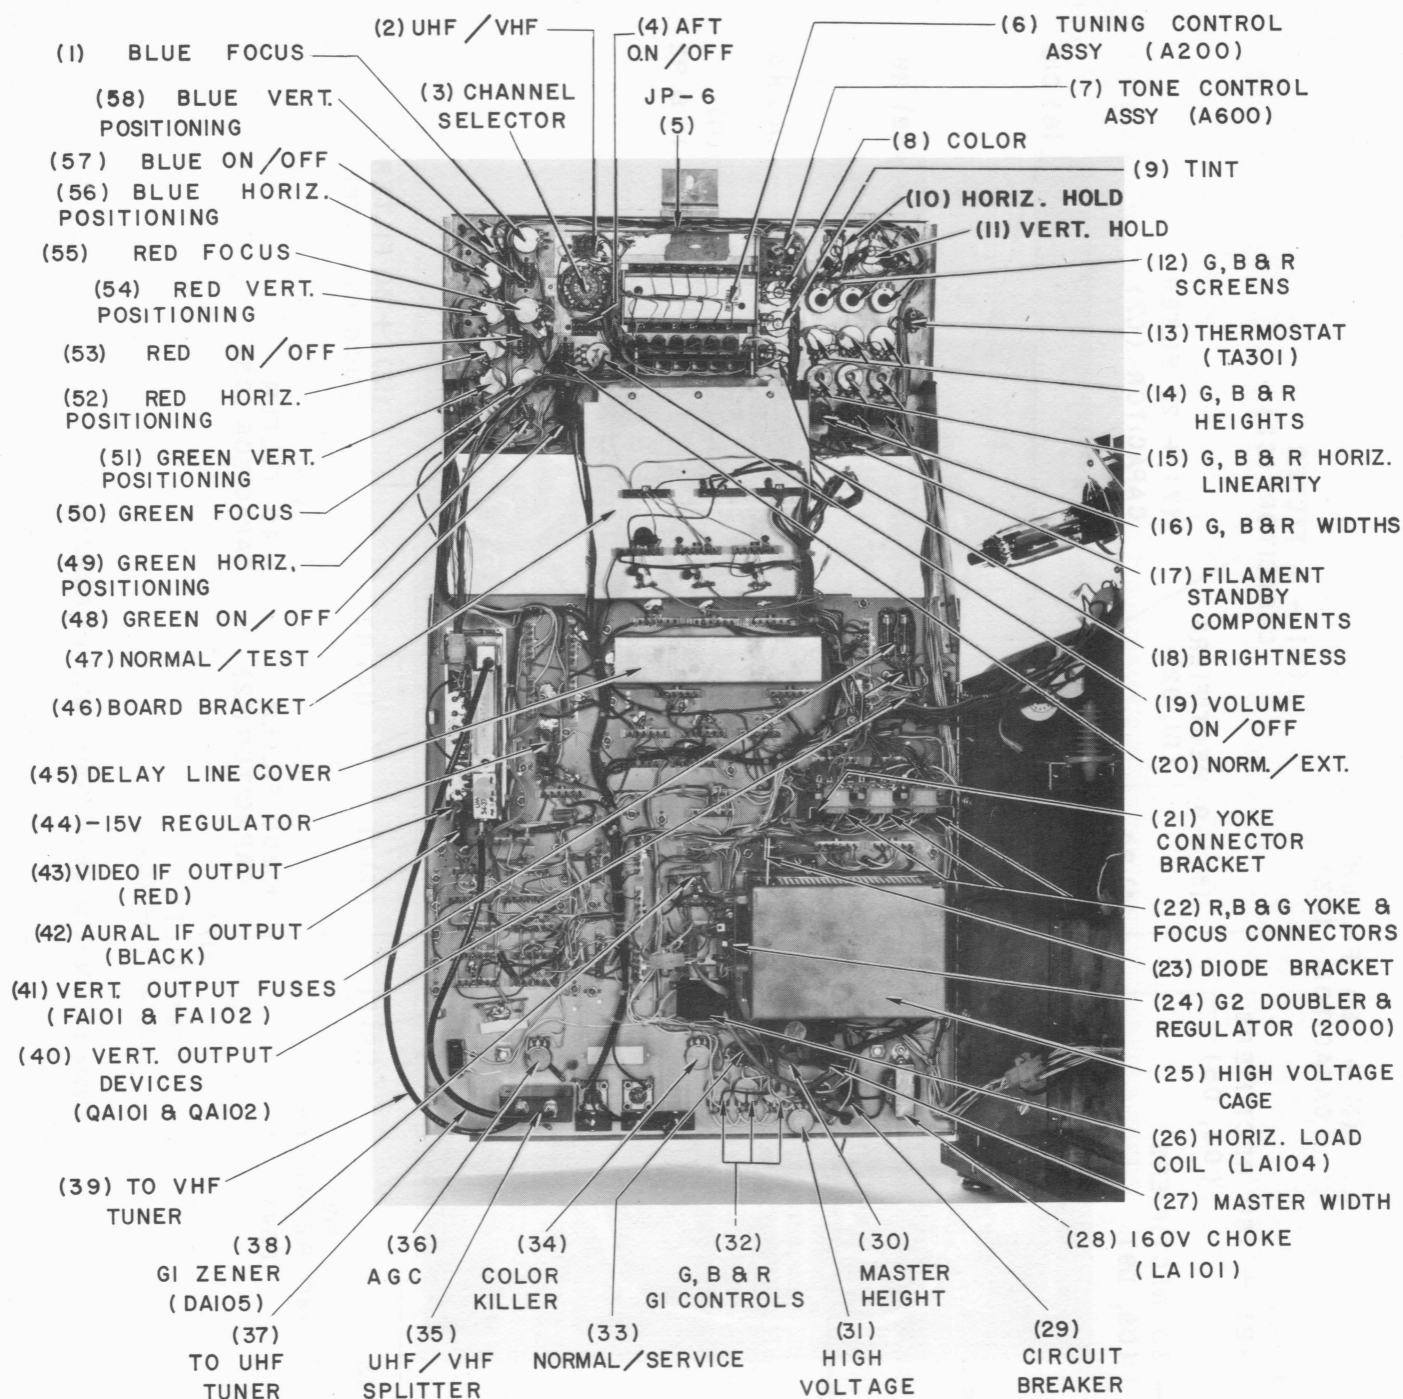 (1) BLUE FOCUS
(2) UHF/VHF
(3) CHANNEL
SELECTOR
(4) AFT
ON/OFF
JP-6
(5)
(6) TUNING CONTROL
ASSY (A200)
(7) TONE CONTROL
ASSY (A600)
(8) COLOR
(9) TINT
(10) HORIZ. HOLD
(11) VERT. HOLD
(12) G, B & R
SCREENS
(13) THERMOSTAT
(TA301)
(14) G, B & R
HEIGHTS
(15) G, B & R HORIZ.
LINEARITY
(16) G, B & R WIDTHS
(17) FILAMENT
STANDBY
COMPONENTS
(18) BRIGHTNESS
(19) VOLUME
ON/OFF
(20) NORM./EXT.
(21) YOKE
CONNECTOR
BRACKET
(22) R, B & G YOKE &
FOCUS CONNECTORS
(23) DIODE BRACKET
(24) G2 DOUBLER &
REGULATOR (2000)
(25) HIGH VOLTAGE
CAGE
(26) HORIZ. LOAD
COIL (LA104)
(27) MASTER WIDTH
(28) 160V CHOKE
(LA101)
(29)
CIRCUIT
BREAKER
(30)
MASTER
HEIGHT
(31)
HIGH
VOLTAGE
(32)
G, B & R
G1 CONTROLS
(33)
NORMAL/SERVICE
(34)
COLOR
KILLER
(35)
UHF/VHF
SPLITTER
(36)
AGC
(37)
TO UHF
TUNER
(38)
G1 ZENER
(DA105)
(39) TO VHF
TUNER
(40) VERT. OUTPUT
DEVICES
(QA101 & QA102)
(41) VERT. OUTPUT FUSES
(FA101 & FA102)
(42) AURAL IF OUTPUT
(BLACK)
(43) VIDEO IF OUTPUT
(RED)
(44) -15V REGULATOR
(45) DELAY LINE COVER
(46) BOARD BRACKET
(47) NORMAL/TEST
(48) GREEN ON/OFF
(49) GREEN HORIZ.
POSITIONING
(50) GREEN FOCUS
(51) GREEN VERT.
POSITIONING
(52) RED HORIZ.
POSITIONING
(53) RED ON/OFF
(54) RED VERT.
POSITIONING
(55) RED FOCUS
(56) BLUE HORIZ.
POSITIONING
(57) BLUE ON/OFF
(58) BLUE VERT.
POSITIONING